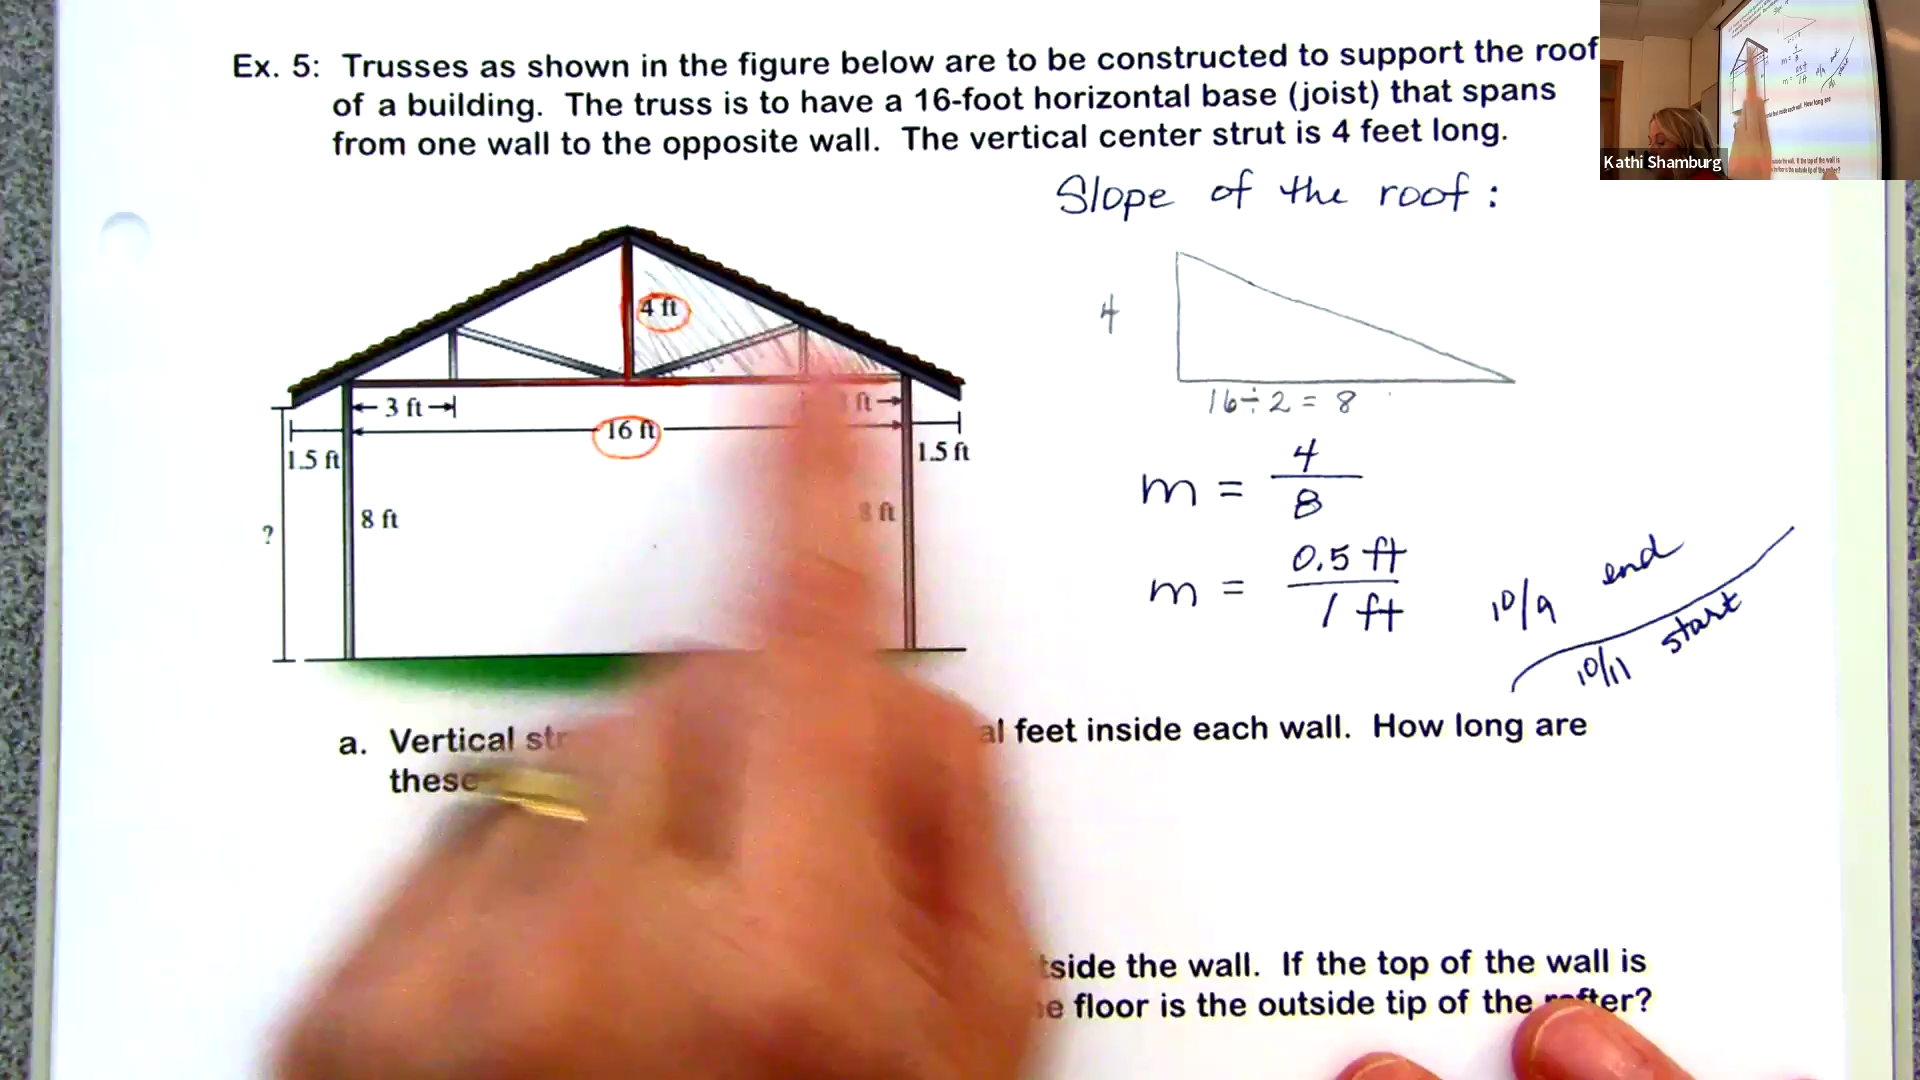 Ex. 5: Trusses as shown in the figure below are to be constructed to support the roof
of a building. The truss is to have a 16-foot horizontal base (joist) that spans
from one wall to the opposite wall. The vertical center strut is 4 feet long.
Kathi Shamburg
Slope of the roof:
4 ft
4
3 ft
ft
16 ft
16 ÷ 2 = 8
1.5 ft
1.5 ft
m = 4/8
8 ft
8 ft
?
m = 0.5 ft / 1 ft
10/9 end
10/11 start
a. Vertical al feet inside each wall. How long are
these
side the wall. If the top of the wall is
floor is the outside tip of the rafter?